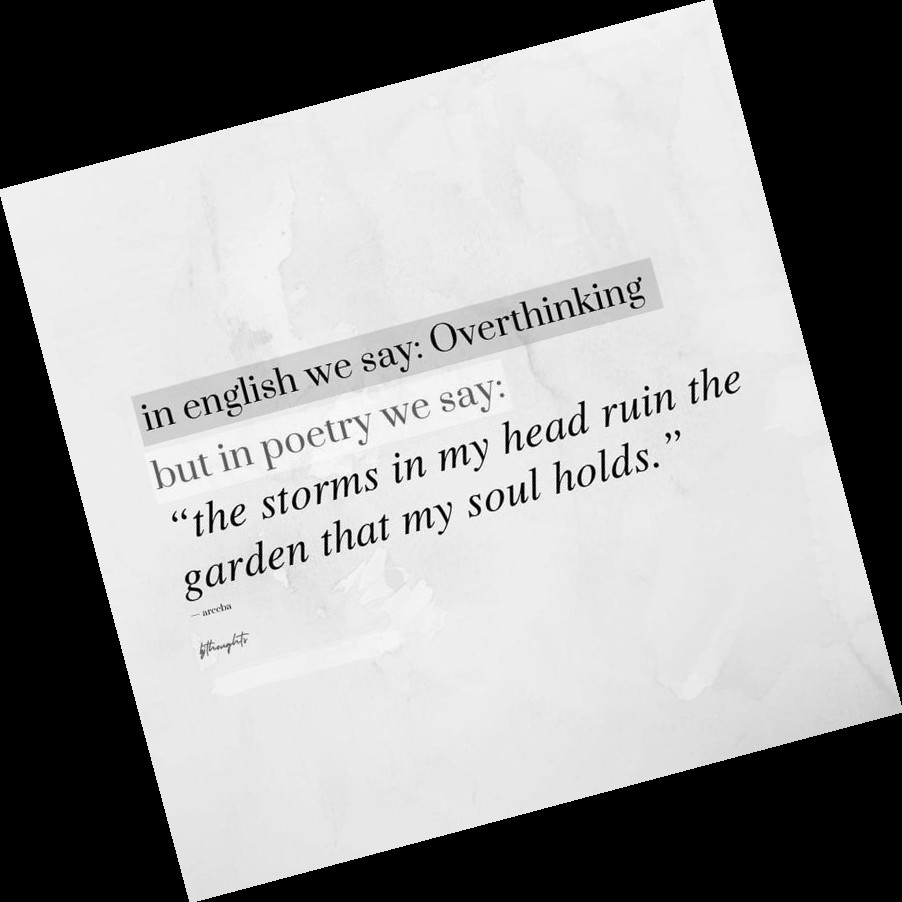 in english we say: Overthinking
but in poetry we say:
“the storms in my head ruin the
garden that my soul holds.”
— areeba
bjthoughts